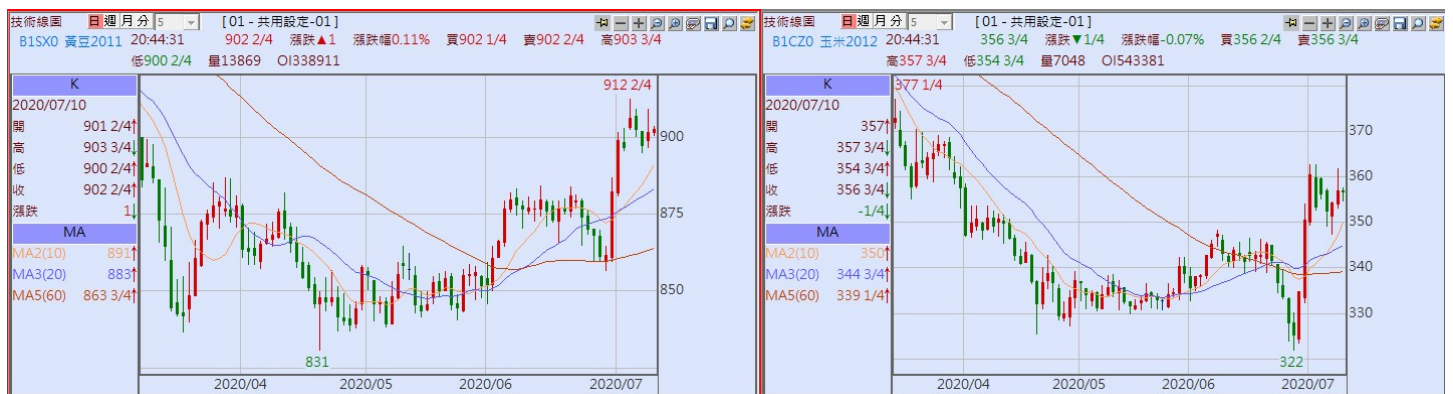 技術線圖 日 週 月 分 5 [01 - 共用設定-01]
B1SX0 黃豆2011 20:44:31 902 2/4 漲跌▲1 漲跌幅0.11% 買902 1/4 賣902 2/4 高903 3/4
低900 2/4 量13869 OI338911
K
2020/07/10
開 901 2/4↑
高 903 3/4↓
低 900 2/4↑
收 902 2/4↑
漲跌 1↓
MA
MA2(10) 891↑
MA3(20) 883↑
MA5(60) 863 3/4↑
912 2/4
900
875
850
831
2020/04 2020/05 2020/06 2020/07
技術線圖 日 週 月 分 5 [01 - 共用設定-01]
B1CZ0 玉米2012 20:44:31 356 3/4 漲跌▼1/4 漲跌幅-0.07% 買356 2/4 賣356 3/4
高357 3/4 低354 3/4 量7048 OI543381
K
2020/07/10
開 357↑
高 357 3/4↓
低 354 3/4↑
收 356 3/4↓
漲跌 -1/4↓
MA
MA2(10) 350↑
MA3(20) 344 3/4↑
MA5(60) 339 1/4↑
377 1/4
370
360
350
340
330
322
2020/04 2020/05 2020/06 2020/07